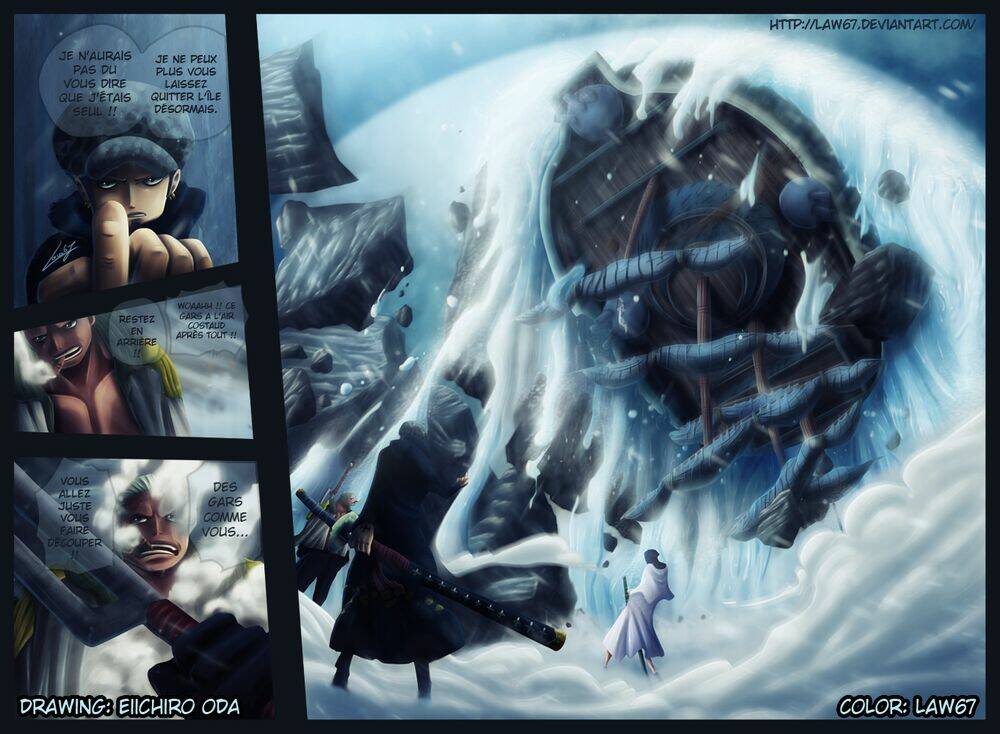 HTTP://LAW67.DEVIANTART.COM/
JE N'AURAIS
PAS DU
VOUS DIRE
QUE J'ÉTAIS
SEUL !!
JE NE PEUX
PLUS VOUS
LAISSEZ
QUITTER L'ÎLE
DÉSORMAIS.
Law67
RESTEZ
EN
ARRIÈRE
!!
WOAAHH !! CE
GARS A L'AIR
COSTAUD
APRÈS TOUT !!
VOUS
ALLEZ
JUSTE
VOUS
FAIRE
DÉCOUPER
!!
DES
GARS
COMME
VOUS...
DRAWING: EIICHIRO ODA
COLOR: LAW67